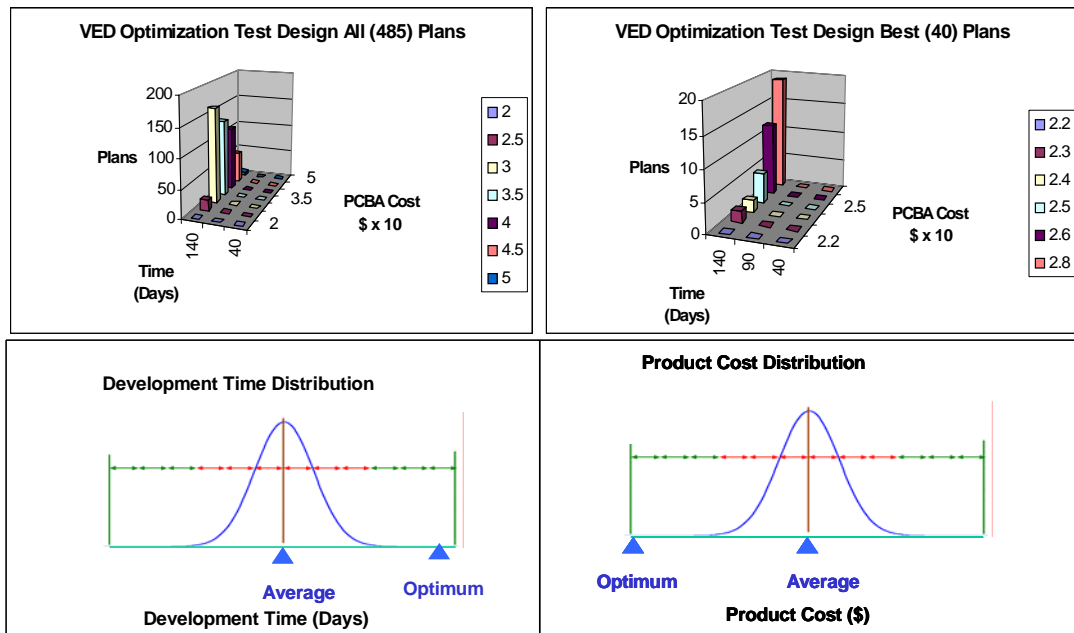 VED Optimization Test Design All (485) Plans
200
150
100
50
0
Plans
140
40
Time
(Days)
5
3.5
2
PCBA Cost
$ x 10
2
2.5
3
3.5
4
4.5
5
VED Optimization Test Design Best (40) Plans
20
15
10
5
0
Plans
140
90
40
Time
(Days)
2.5
2.2
PCBA Cost
$ x 10
2.2
2.3
2.4
2.5
2.6
2.8
Development Time Distribution
Average
Optimum
Development Time (Days)
Product Cost Distribution
Optimum
Average
Product Cost ($)